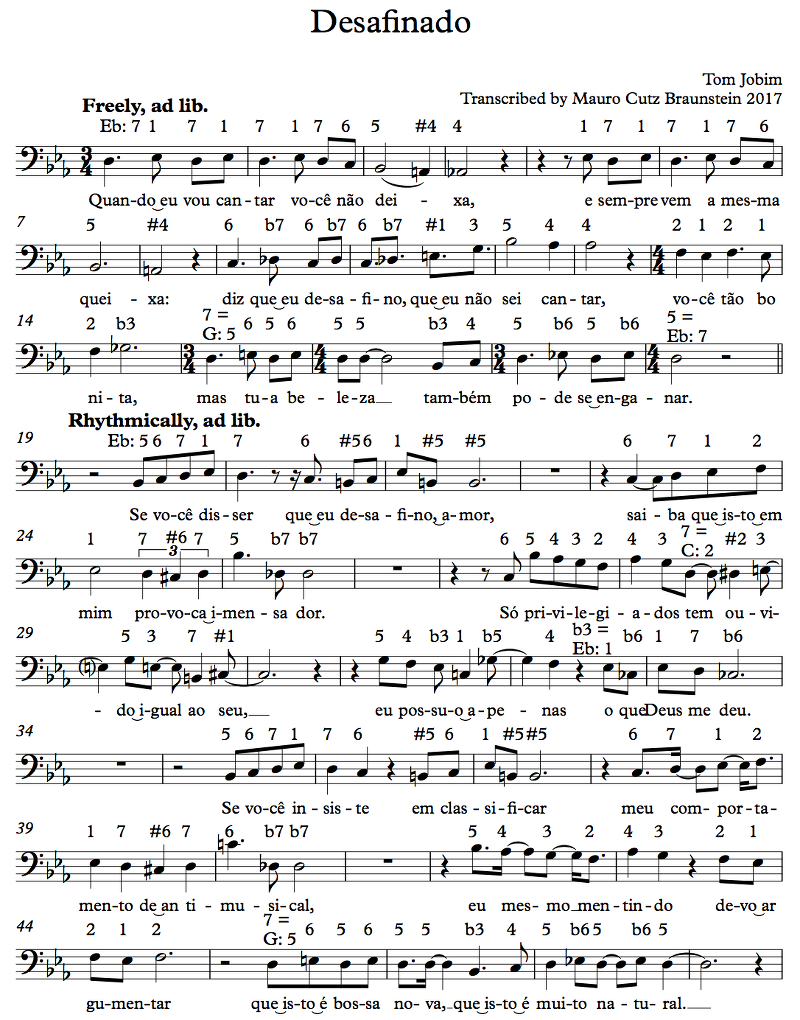 Desafinado
Tom Jobim
Transcribed by Mauro Cutz Braunstein 2017
Freely, ad lib.
Eb: 7 1 7 1 7 1 7 6 5 #4 4 1 7 1 7 1 7 6
3 4
Quan-do eu vou can-tar vo-cê não dei - xa, e sem-pre vem a mes-ma
7 5 #4 6 b7 6 b7 6 b7 #1 3 5 4 4 2 1 2 1
4 4
quei - xa: diz que eu de-sa-fi-no, que eu não sei can-tar, vo-cê tão bo
14 2 b3 7 = G: 5 6 5 6 5 5 b3 4 5 b6 5 b6 5 = Eb: 7
3 4 4 4 3 4 4 4
ni-ta, mas tu-a be-le-za tam-bém po-de se en-ga-nar.
Rhythmically, ad lib.
19 Eb: 5 6 7 1 7 6 #5 6 1 #5 #5 6 7 1 2
Se vo-cê dis-ser que eu de-sa-fi-no, a-mor, sai-ba que is-to em
24 1 7 #6 7 5 b7 b7 6 5 4 3 2 4 3 7 = C: 2 #2 3
3
mim pro-vo-ca i-men-sa dor. Só pri-vi-le-gi-a-dos tem ou-vi-
29 5 3 7 #1 5 4 b3 1 b5 4 b3 = Eb: 1 b6 1 7 b6
- do i-gual ao seu, eu pos-su-o a-pe-nas o que Deus me deu.
34 5 6 7 1 7 6 #5 6 1 #5 #5 6 7 1 2
Se vo-cê in-sis-te em clas-si-fi-car meu com-por-ta-
39 1 7 #6 7 6 b7 b7 5 4 3 2 4 3 2 1
men-to de an ti-mu-si-cal, eu mes-mo men-tin-do de-vo ar
44 2 1 2 7 = G: 5 6 5 6 5 5 b3 4 5 b6 5 b6 5
gu-men-tar que is-to é bos-sa no-va, que is-to é mui-to na-tu-ral.